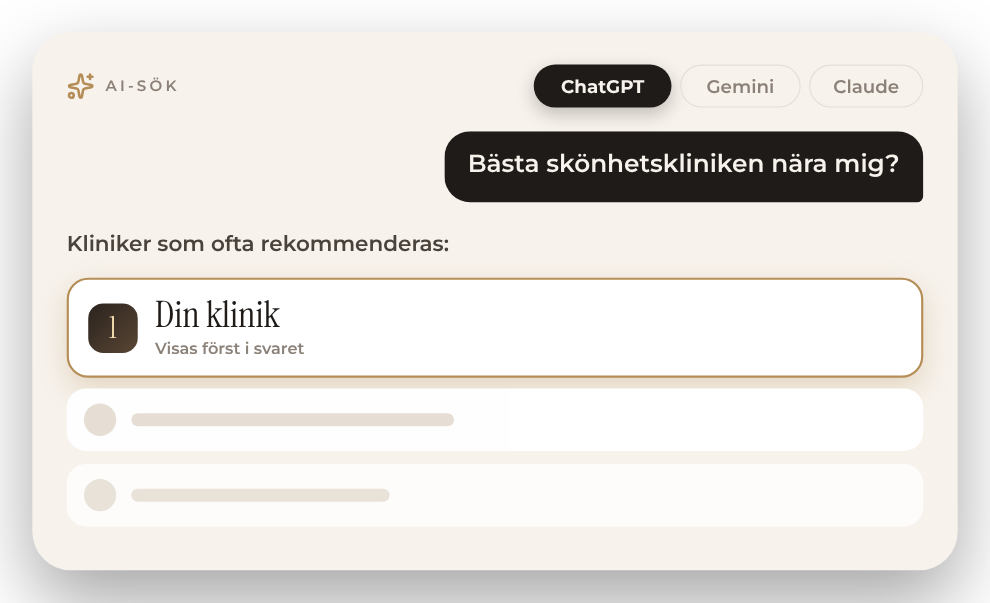 AI-SÖK
ChatGPT
Gemini
Claude
Bästa skönhetskliniken nära mig?
Kliniker som ofta rekommenderas:
1
Din klinik
Visas först i svaret